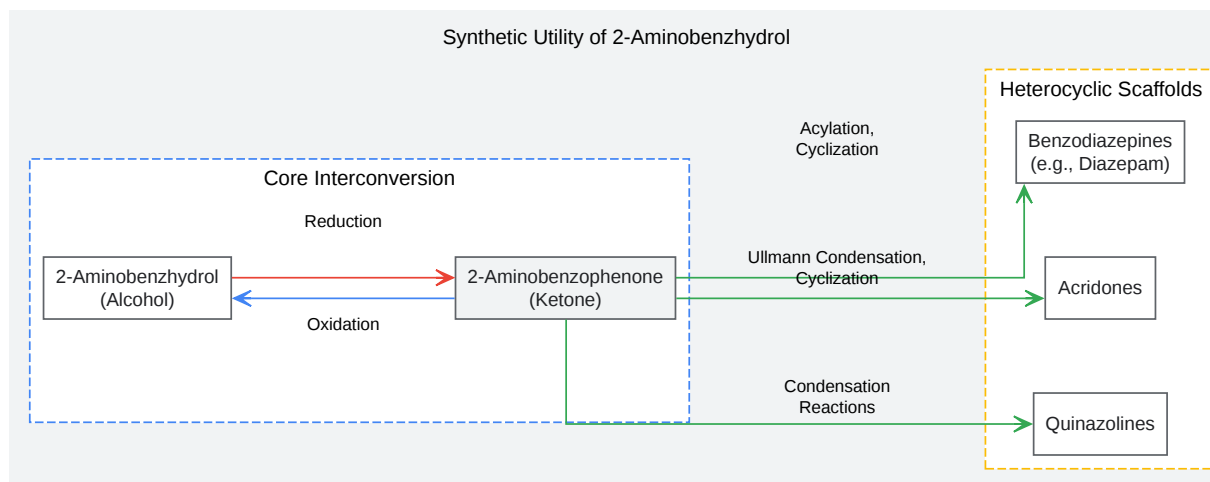 Synthetic Utility of 2-Aminobenzhydrol
Heterocyclic Scaffolds
Acylation,
Cyclization
Benzodiazepines
(e.g., Diazepam)
Core Interconversion
Reduction
2-Aminobenzhydrol
(Alcohol)
2-Aminobenzophenone
(Ketone)
Oxidation
Ullmann Condensation,
Cyclization
Acridones
Condensation
Reactions
Quinazolines